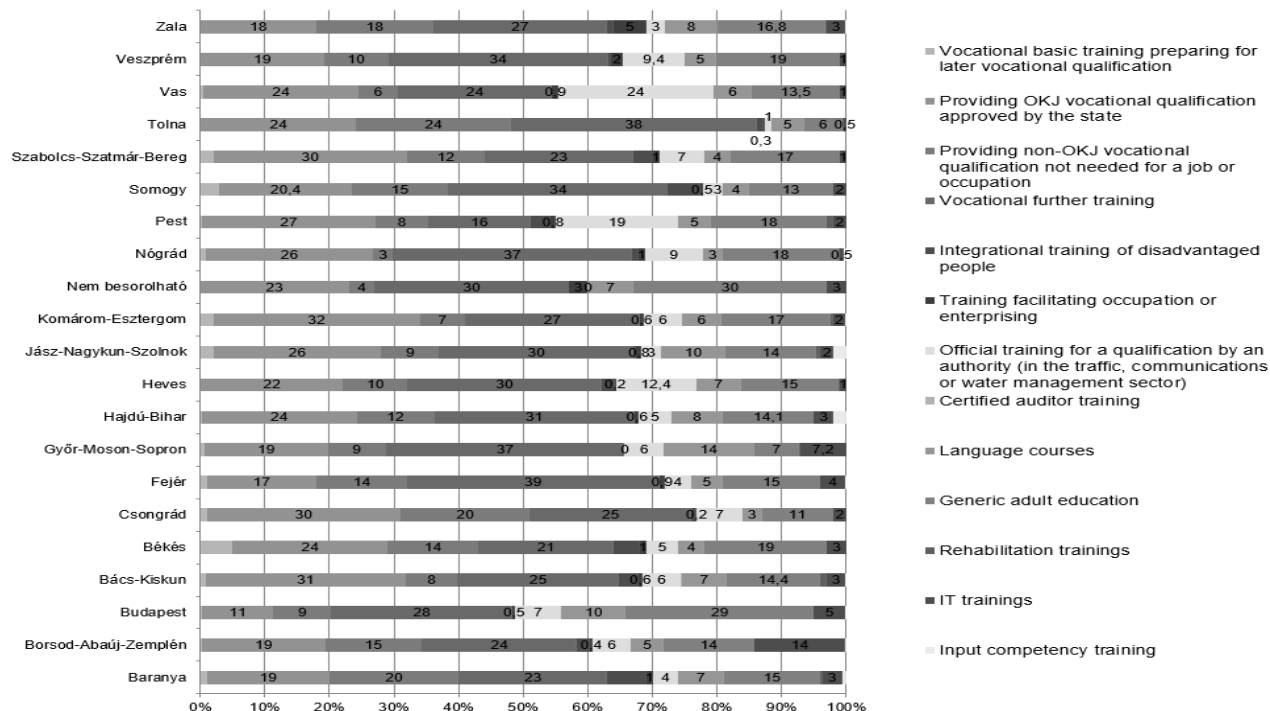 Zala 18 18 27 5 3 8 16,8 3
Veszprém 19 10 34 2 9,4 5 19 1
Vas 24 6 24 0,9 24 6 13,5 1
Tolna 24 24 38 0,3 1 5 6 0,5
Szabolcs-Szatmár-Bereg 30 12 23 1 7 4 17 1
Somogy 20,4 15 34 0,53 4 13 2
Pest 27 8 16 0,8 19 5 18 2
Nógrád 26 3 37 1 9 3 18 0,5
Nem besorolható 23 4 30 30 7 30 3
Komárom-Esztergom 32 7 27 0,6 6 6 17 2
Jász-Nagykun-Szolnok 26 9 30 0,83 10 14 2
Heves 22 10 30 0,2 12,4 7 15 1
Hajdú-Bihar 24 12 31 0,6 5 8 14,1 3
Győr-Moson-Sopron 19 9 37 0 6 14 7 7,2
Fejér 17 14 39 0,94 5 15 4
Csongrád 30 20 25 0,2 7 3 11 2
Békés 24 14 21 1 5 4 19 3
Bács-Kiskun 31 8 25 0,6 6 7 14,4 3
Budapest 11 9 28 0,5 7 10 29 5
Borsod-Abaúj-Zemplén 19 15 24 0,4 6 5 14 14
Baranya 19 20 23 1 4 7 15 3
0% 10% 20% 30% 40% 50% 60% 70% 80% 90% 100%
Vocational basic training preparing for
later vocational qualification
Providing OKJ vocational qualification
approved by the state
Providing non-OKJ vocational
qualification not needed for a job or
occupation
Vocational further training
Integrational training of disadvantaged
people
Training facilitating occupation or
enterprising
Official training for a qualification by an
authority (in the traffic, communications
or water management sector)
Certified auditor training
Language courses
Generic adult education
Rehabilitation trainings
IT trainings
Input competency training